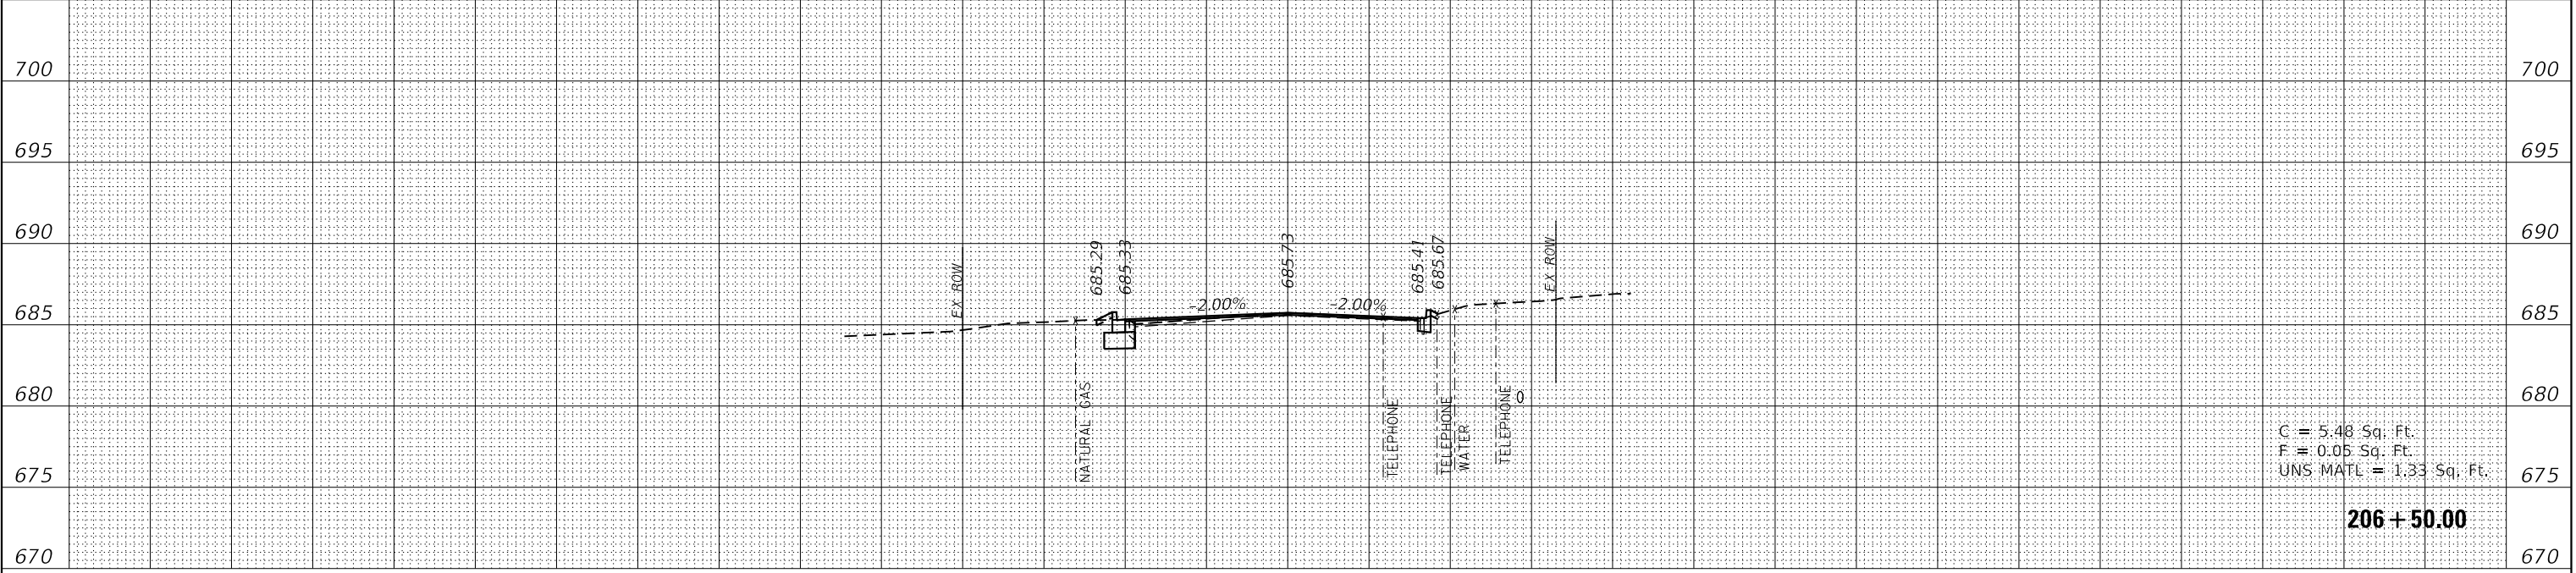 700
700
695
695
690
690
EX ROW
685.29
685.33
685.73
685.41
685.67
EX ROW
-2.00%
-2.00%
685
685
680
680
NATURAL GAS
TELEPHONE
TELEPHONE
WATER
TELEPHONE
0
C = 5.48 Sq. Ft.
F = 0.05 Sq. Ft.
UNS MATL = 1.33 Sq. Ft.
675
675
206+50.00
670
670